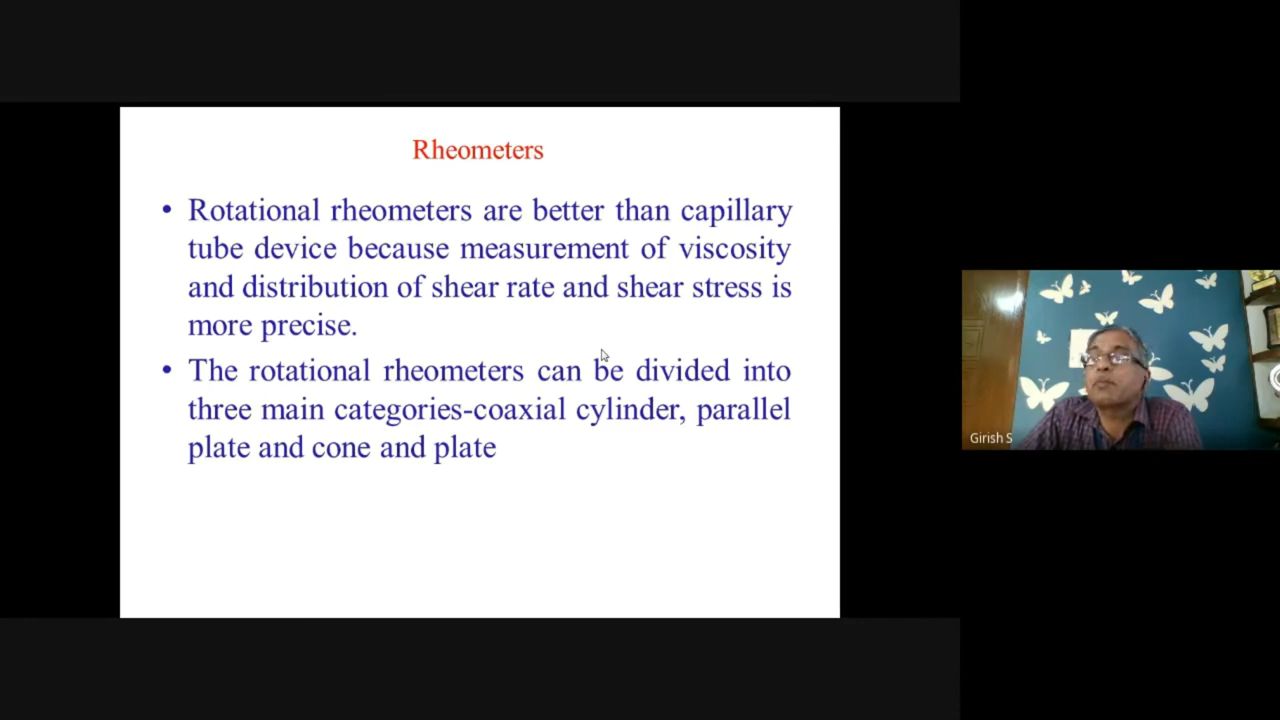 Rheometers
• Rotational rheometers are better than capillary
tube device because measurement of viscosity
and distribution of shear rate and shear stress is
more precise.
• The rotational rheometers can be divided into
three main categories-coaxial cylinder, parallel
plate and cone and plate
Girish S